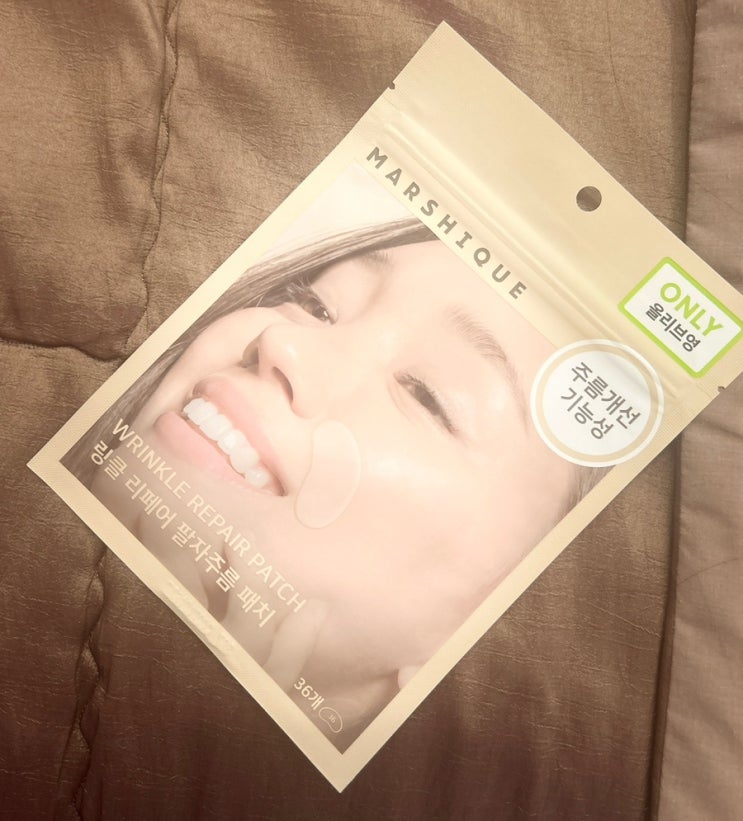 MARSHIQUE
ONLY
올리브영
주름개선
기능성
WRINKLE REPAIR PATCH
링클 리페어 팔자주름 패치
36개
36